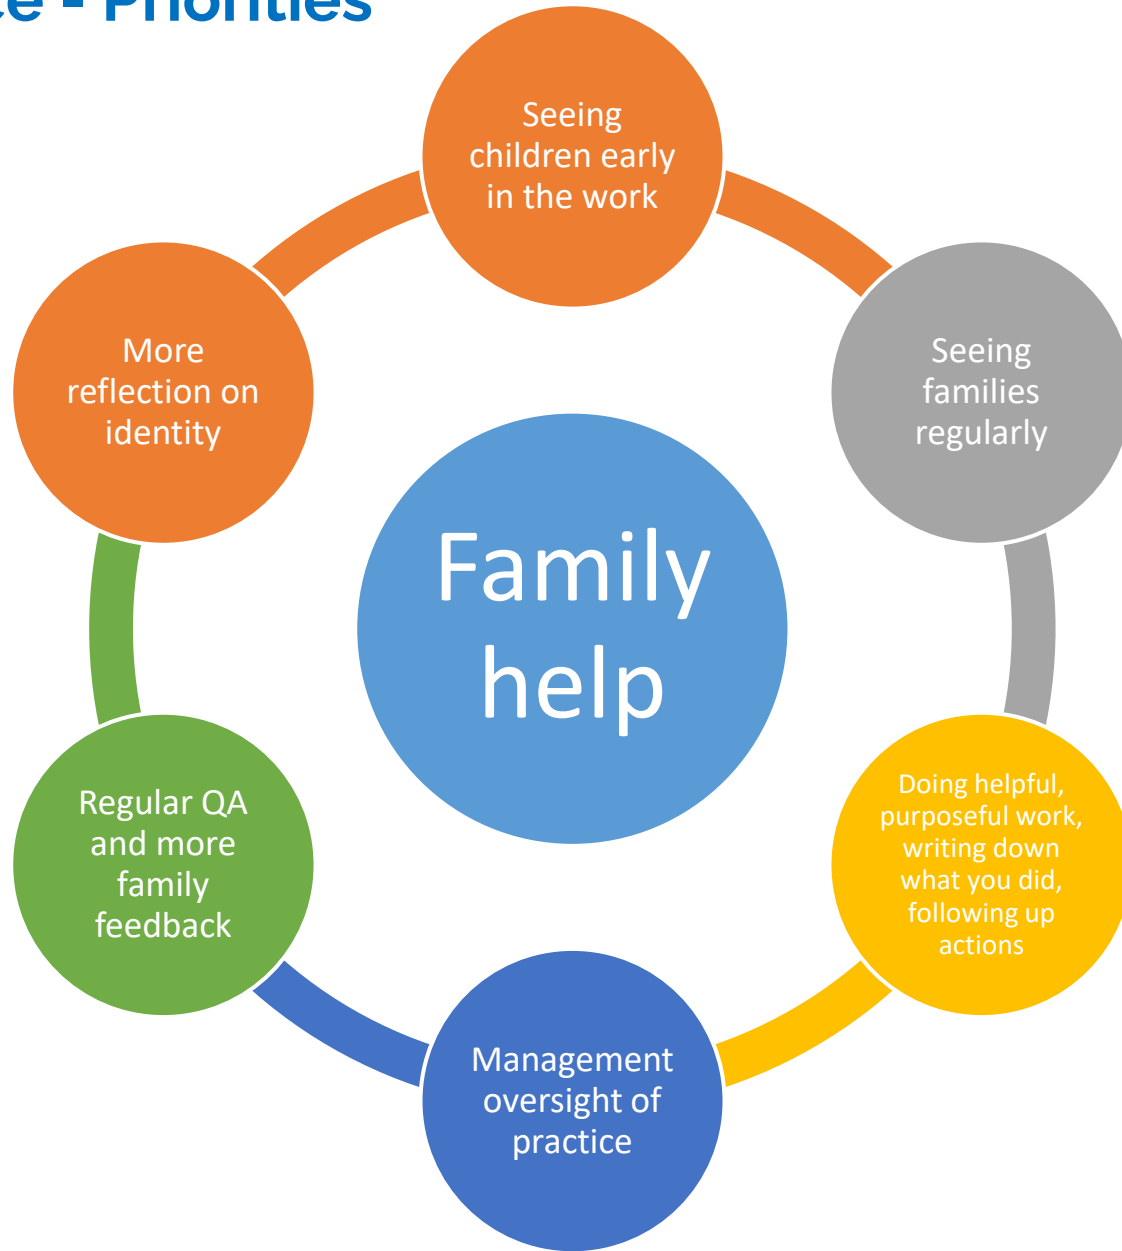 - Priorities
Seeing
children early
in the work
Seeing
families
regularly
Doing helpful,
purposeful work,
writing down
what you did,
following up
actions
Management
oversight of
practice
Regular QA
and more
family
feedback
More
reflection on
identity
Family
help